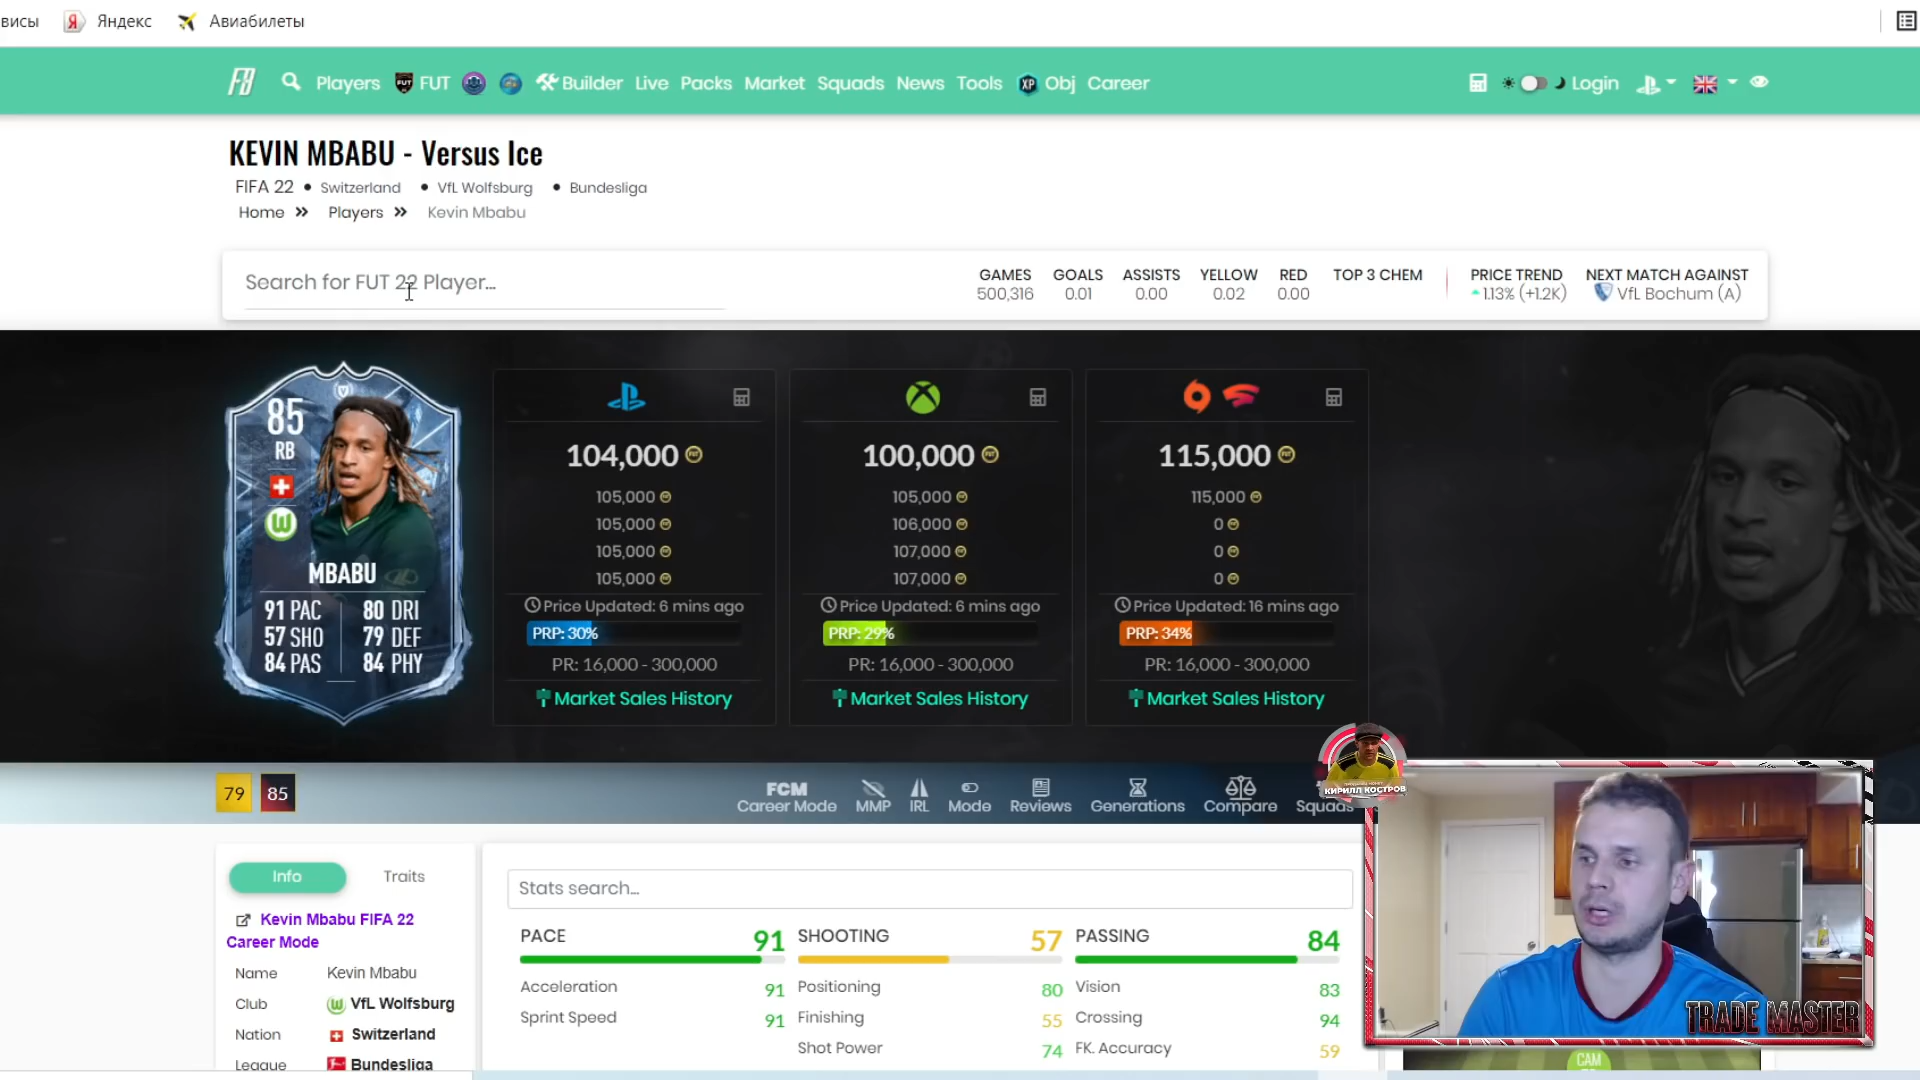 висы Яндекс Авиабилеты
Players FUT Builder Live Packs Market Squads News Tools XP Obj Career Login
KEVIN MBABU - Versus Ice
FIFA 22 • Switzerland • VfL Wolfsburg • Bundesliga
Home » Players » Kevin Mbabu
Search for FUT 22 Player...
GAMES GOALS ASSISTS YELLOW RED TOP 3 CHEM PRICE TREND NEXT MATCH AGAINST
500,316 0.01 0.00 0.02 0.00 1.13% (+1.2K) VfL Bochum (A)
85
RB
MBABU
91 PAC 80 DRI
57 SHO 79 DEF
84 PAS 84 PHY
104,000
105,000
105,000
105,000
105,000
Price Updated: 6 mins ago
PRP: 30%
PR: 16,000 - 300,000
Market Sales History
100,000
105,000
106,000
107,000
107,000
Price Updated: 6 mins ago
PRP: 29%
PR: 16,000 - 300,000
Market Sales History
115,000
115,000
0
0
0
Price Updated: 16 mins ago
PRP: 34%
PR: 16,000 - 300,000
Market Sales History
79 85
FCM
Career Mode MMP IRL Mode Reviews Generations Compare Squads
КИРИЛЛ КОСТРОВ
Info Traits
Kevin Mbabu FIFA 22
Career Mode
Name Kevin Mbabu
Club VfL Wolfsburg
Nation Switzerland
League Bundesliga
Stats search...
PACE 91 SHOOTING 57 PASSING 84
Acceleration 91 Positioning 80 Vision 83
Sprint Speed 91 Finishing 55 Crossing 94
Shot Power 74 FK. Accuracy 59
TRADE MASTER
CAM